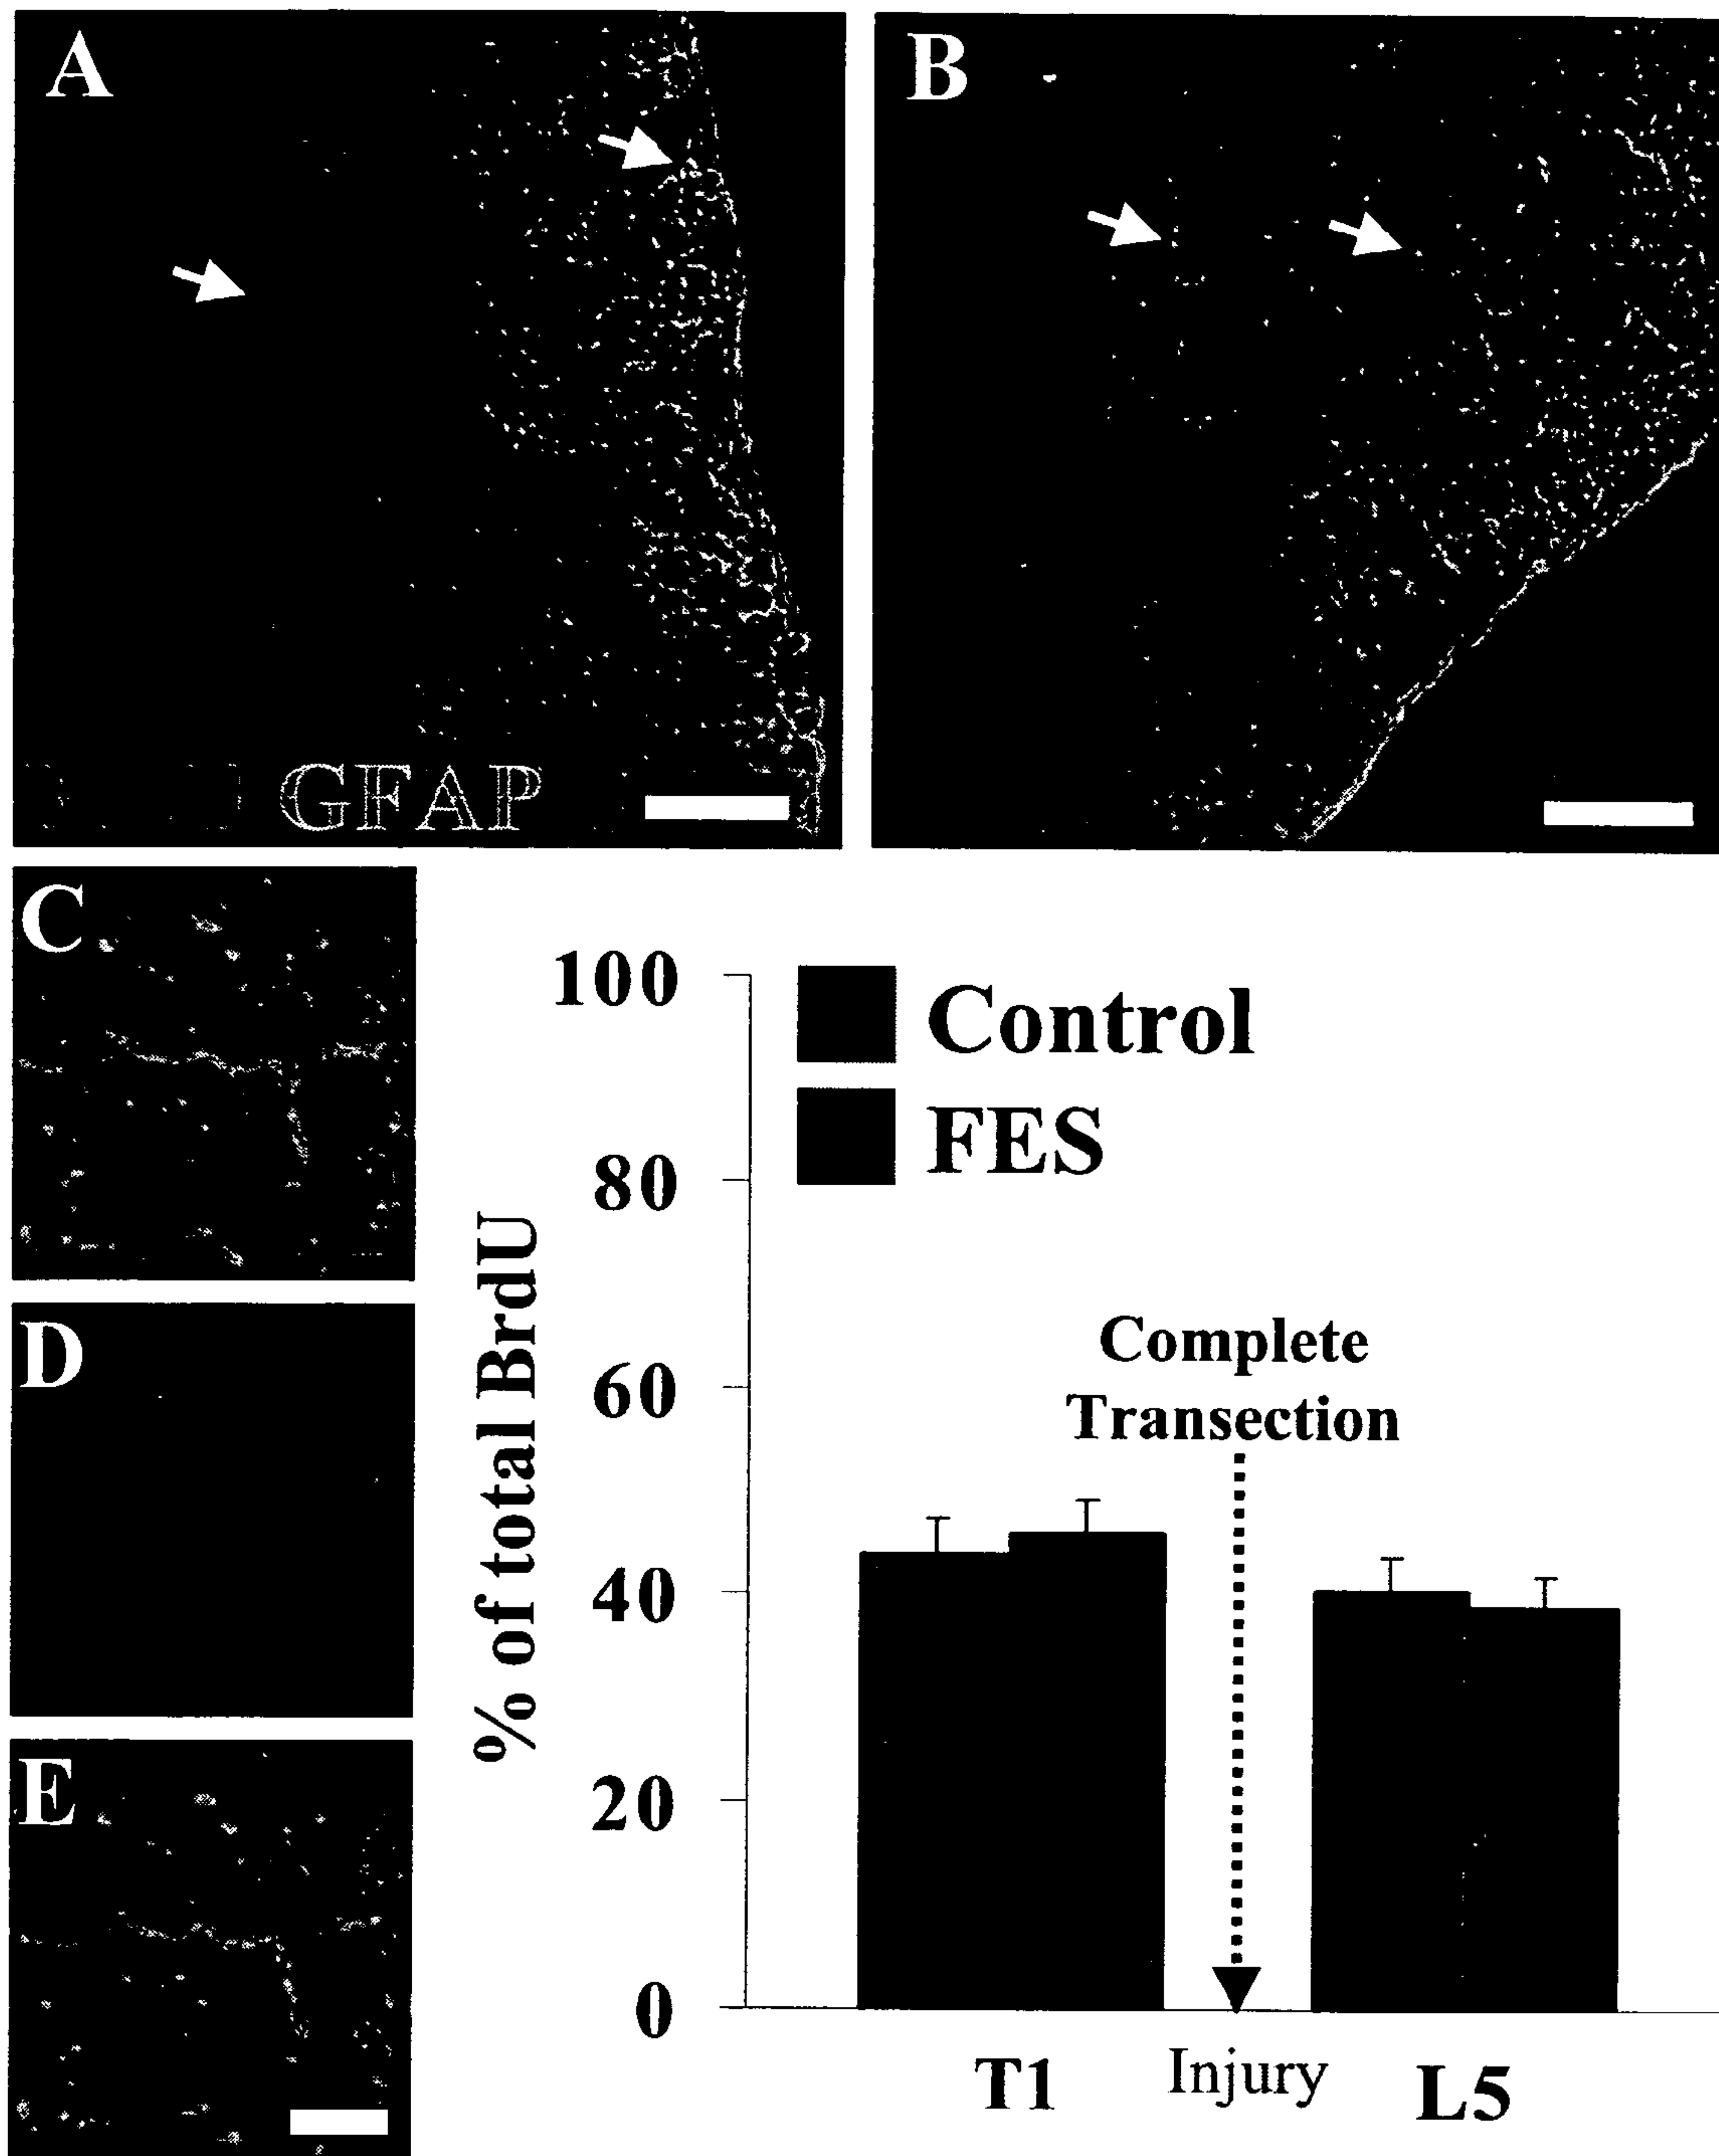 A
B
GFAP
C
D
E
100
80
60
40
20
0
% of total BrdU
Control
FES
Complete
Transection
T1
Injury
L5